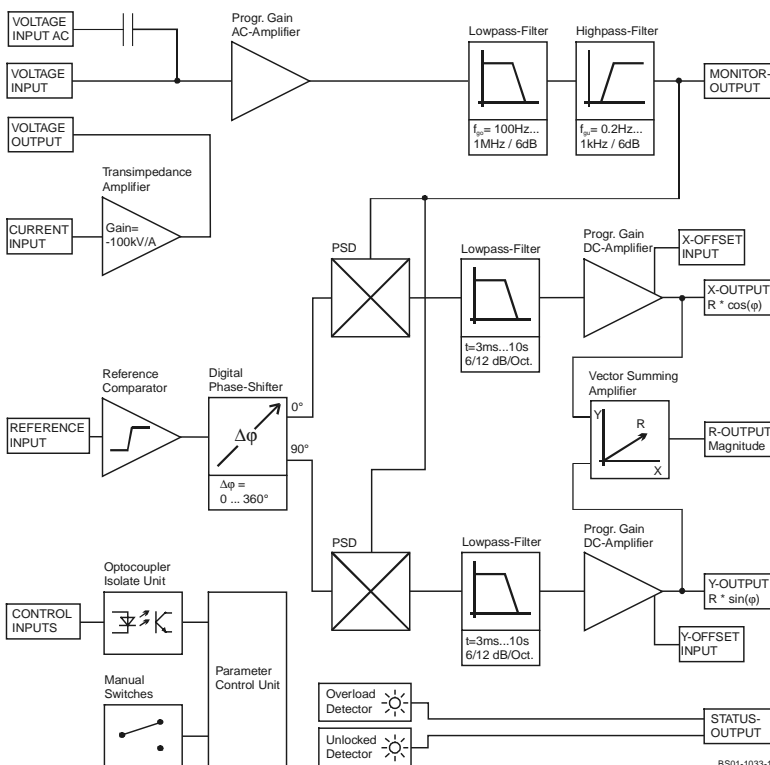 VOLTAGE
INPUT AC
Progr. Gain
AC-Amplifier
Lowpass-Filter
Highpass-Filter
VOLTAGE
INPUT
MONITOR-
OUTPUT
VOLTAGE
OUTPUT
fgo= 100Hz...
1MHz / 6dB
fgu= 0.2Hz...
1kHz / 6dB
Transimpedance
Amplifier
CURRENT
INPUT
Gain=
-100kV/A
PSD
Lowpass-Filter
Progr. Gain
DC-Amplifier
X-OFFSET
INPUT
X-OUTPUT
R * cos(φ)
t=3ms...10s
6/12 dB/Oct.
Reference
Comparator
Digital
Phase-Shifter
Vector Summing
Amplifier
REFERENCE
INPUT
Δφ
0°
90°
Δφ =
0 ... 360°
Y
R
X
R-OUTPUT
Magnitude
PSD
Lowpass-Filter
Progr. Gain
DC-Amplifier
Optocoupler
Isolate Unit
CONTROL
INPUTS
Y-OUTPUT
R * sin(φ)
t=3ms...10s
6/12 dB/Oct.
Y-OFFSET
INPUT
Manual
Switches
Parameter
Control Unit
Overload
Detector
Unlocked
Detector
STATUS-
OUTPUT